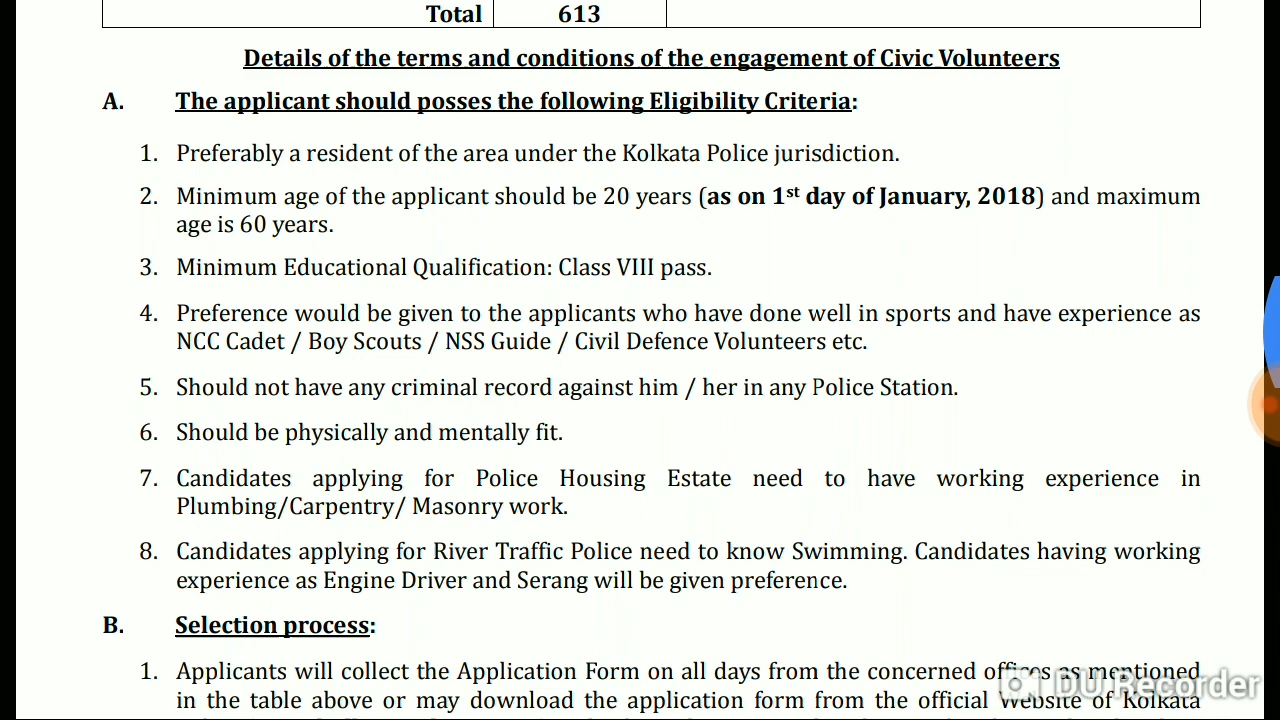 Total 613
Details of the terms and conditions of the engagement of Civic Volunteers
A. The applicant should posses the following Eligibility Criteria:
1. Preferably a resident of the area under the Kolkata Police jurisdiction.
2. Minimum age of the applicant should be 20 years (as on 1st day of January, 2018) and maximum
age is 60 years.
3. Minimum Educational Qualification: Class VIII pass.
4. Preference would be given to the applicants who have done well in sports and have experience as
NCC Cadet / Boy Scouts / NSS Guide / Civil Defence Volunteers etc.
5. Should not have any criminal record against him / her in any Police Station.
6. Should be physically and mentally fit.
7. Candidates applying for Police Housing Estate need to have working experience in
Plumbing/Carpentry/ Masonry work.
8. Candidates applying for River Traffic Police need to know Swimming. Candidates having working
experience as Engine Driver and Serang will be given preference.
B. Selection process:
1. Applicants will collect the Application Form on all days from the concerned offices as mentioned
in the table above or may download the application form from the official Website of Kolkata
DU Recorder